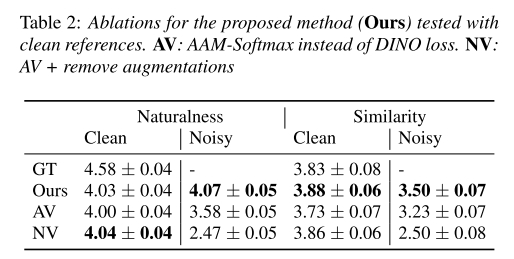 Table 2: Ablations for the proposed method (Ours) tested with
clean references. AV: AAM-Softmax instead of DINO loss. NV:
AV + remove augmentations
Naturalness | Similarity
Clean | Noisy | Clean | Noisy
GT 4.58 ± 0.04 | - 3.83 ± 0.08 | -
Ours 4.03 ± 0.04 | 4.07 ± 0.05 3.88 ± 0.06 | 3.50 ± 0.07
AV 4.00 ± 0.04 | 3.58 ± 0.05 3.73 ± 0.07 | 3.23 ± 0.07
NV 4.04 ± 0.04 | 2.47 ± 0.05 3.86 ± 0.06 | 2.50 ± 0.08